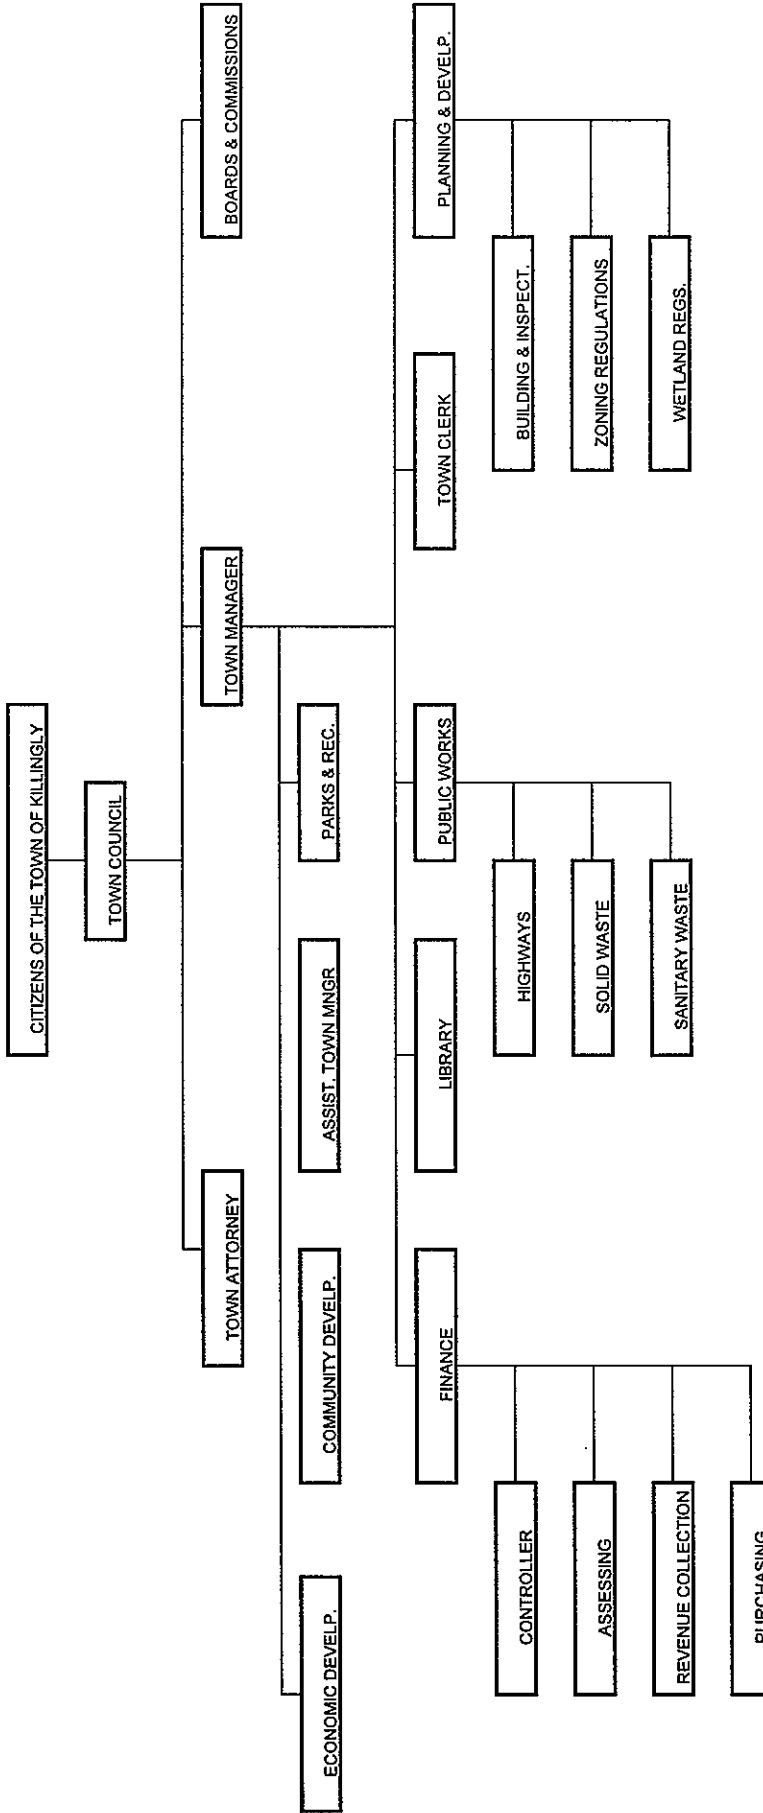 CITIZENS OF THE TOWN OF KILLINGLY
TOWN COUNCIL
TOWN ATTORNEY
TOWN MANAGER
BOARDS & COMMISSIONS
ECONOMIC DEVELP.
COMMUNITY DEVELP.
ASSIST. TOWN MNGR
PARKS & REC.
FINANCE
LIBRARY
PUBLIC WORKS
TOWN CLERK
PLANNING & DEVELP.
CONTROLLER
ASSESSING
REVENUE COLLECTION
PURCHASING
HIGHWAYS
SOLID WASTE
SANITARY WASTE
BUILDING & INSPECT.
ZONING REGULATIONS
WETLAND REGS.